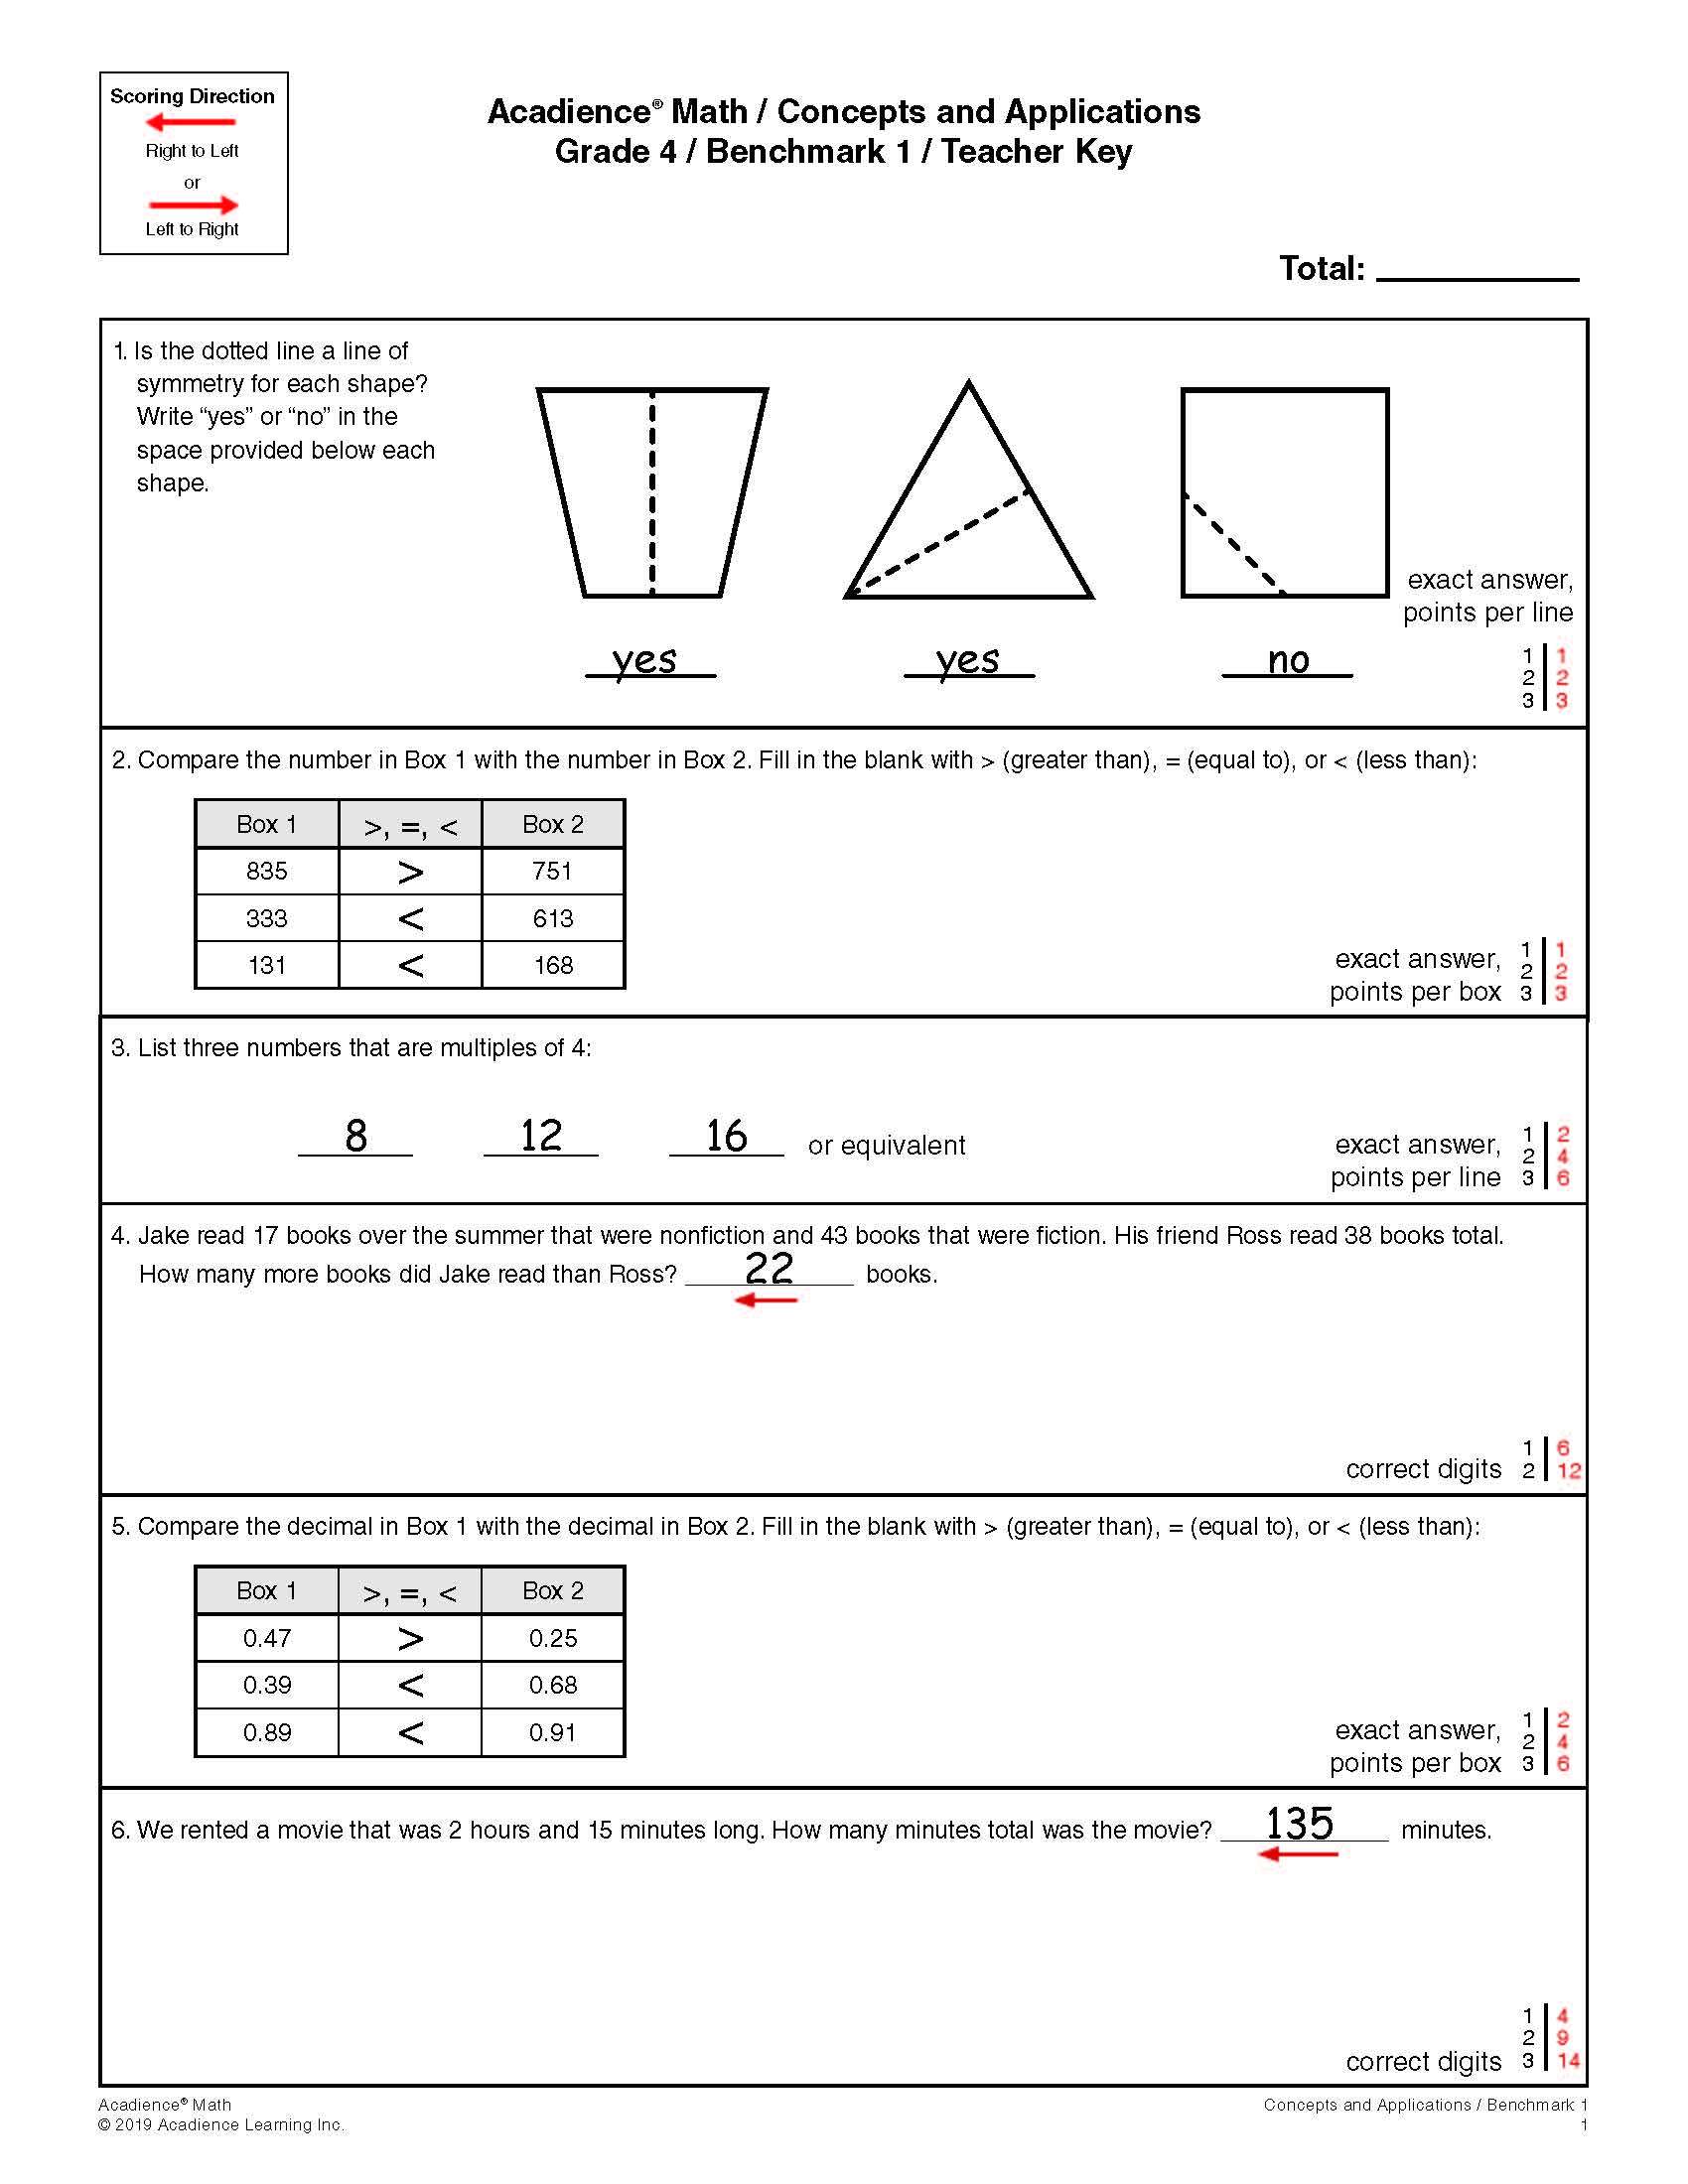 Scoring Direction
Right to Left
or
Left to Right
Acadience® Math / Concepts and Applications
Grade 4 / Benchmark 1 / Teacher Key
Total:
1. Is the dotted line a line of
symmetry for each shape?
Write “yes” or “no” in the
space provided below each
shape.
exact answer,
points per line
yes yes no
1 1
2 2
3 3
2. Compare the number in Box 1 with the number in Box 2. Fill in the blank with > (greater than), = (equal to), or < (less than):
Box 1 >, =, < Box 2
835 > 751
333 < 613
131 < 168
exact answer,
points per box
1 1
2 2
3 3
3. List three numbers that are multiples of 4:
8 12 16 or equivalent
exact answer,
points per line
1 2
2 4
3 6
4. Jake read 17 books over the summer that were nonfiction and 43 books that were fiction. His friend Ross read 38 books total.
How many more books did Jake read than Ross? 22 books.
correct digits
1 6
2 12
5. Compare the decimal in Box 1 with the decimal in Box 2. Fill in the blank with > (greater than), = (equal to), or < (less than):
Box 1 >, =, < Box 2
0.47 > 0.25
0.39 < 0.68
0.89 < 0.91
exact answer,
points per box
1 2
2 4
3 6
6. We rented a movie that was 2 hours and 15 minutes long. How many minutes total was the movie? 135 minutes.
correct digits
1 4
2 9
3 14
Acadience® Math
© 2019 Acadience Learning Inc.
Concepts and Applications / Benchmark 1
1